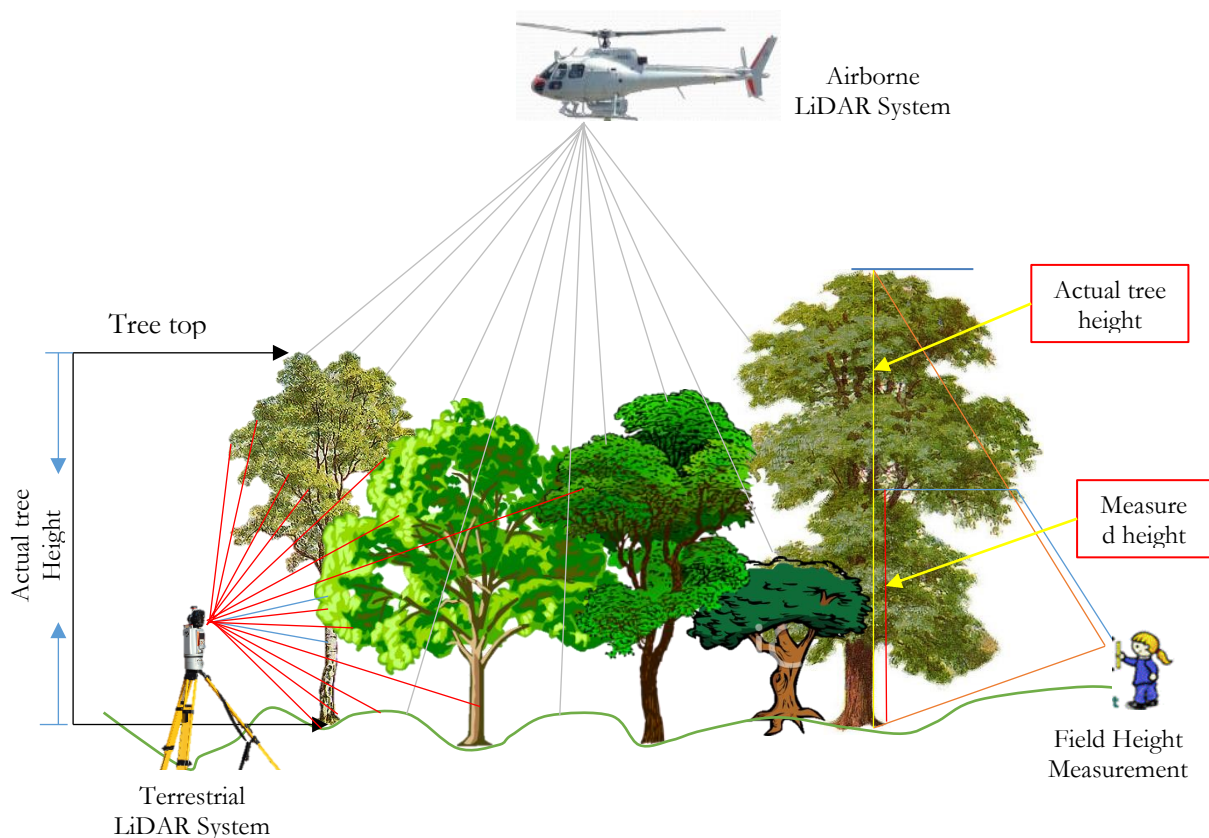 Airborne
LiDAR System
Actual tree
height
Tree top
Measure
d height
Actual tree
Height
t
Field Height
Measurement
Terrestrial
LiDAR System